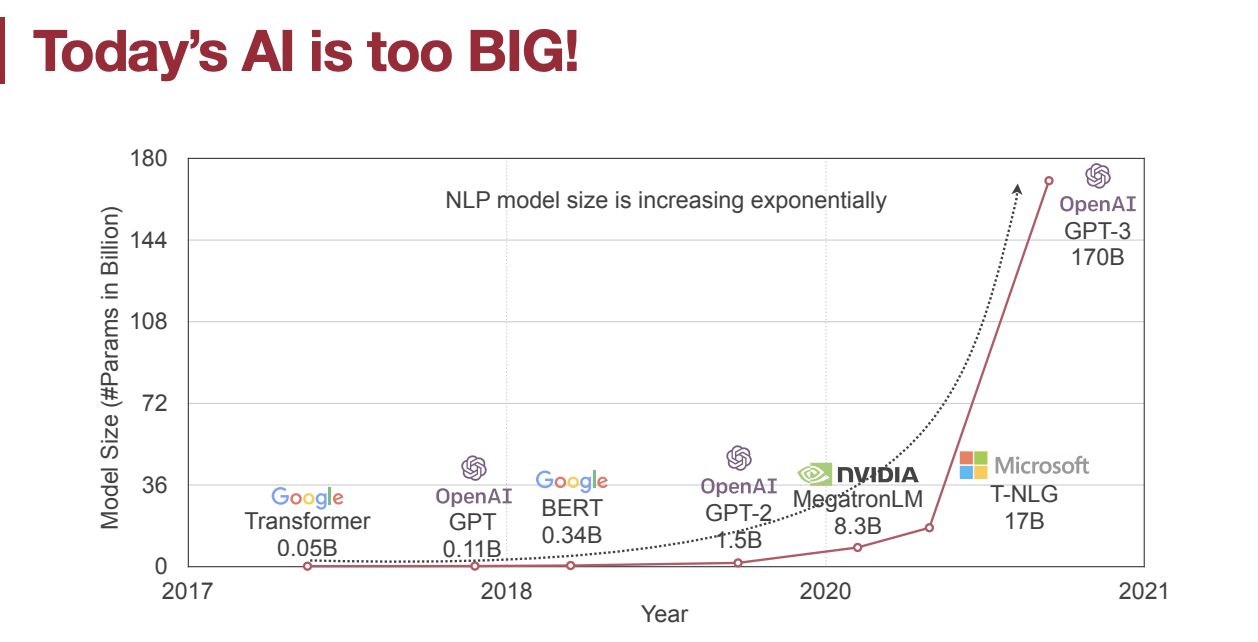 Today's AI is too BIG!
180
144
108
72
36
0
Model Size (#Params in Billion)
NLP model size is increasing exponentially
Google
Transformer
0.05B
OpenAI
GPT
0.11B
Google
BERT
0.34B
OpenAI
GPT-2
1.5B
NVIDIA
MegatronLM
8.3B
Microsoft
T-NLG
17B
OpenAI
GPT-3
170B
2017
2018
2020
2021
Year